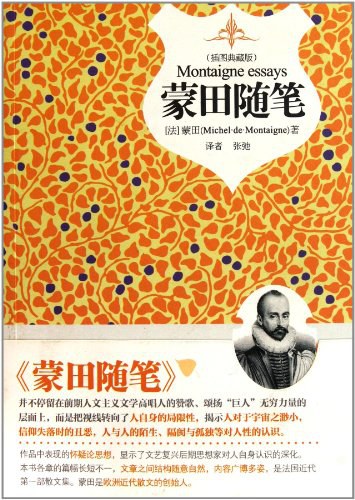 (插图典藏版)
Montaigne essays
蒙田随笔
[法] 蒙田(Michel·de·Montaigne)著
译者 张弛
《蒙田随笔》
并不停留在前期人文主义文学高唱人的赞歌、颂扬“巨人”无穷力量的
层面上,而是把视线转向了人自身的局限性,揭示人对于宇宙之渺小,
信仰失落时的丑恶,人与人的陌生、隔阂与孤独等对人性的认识。
作品中表现的怀疑论思想,显示了文艺复兴后期思想家对人自身认识的深化。
本书各章的篇幅长短不一,文章之间结构随意自然,内容广博多姿,是法国近代
第一部散文集。蒙田是欧洲近代散文的创始人。